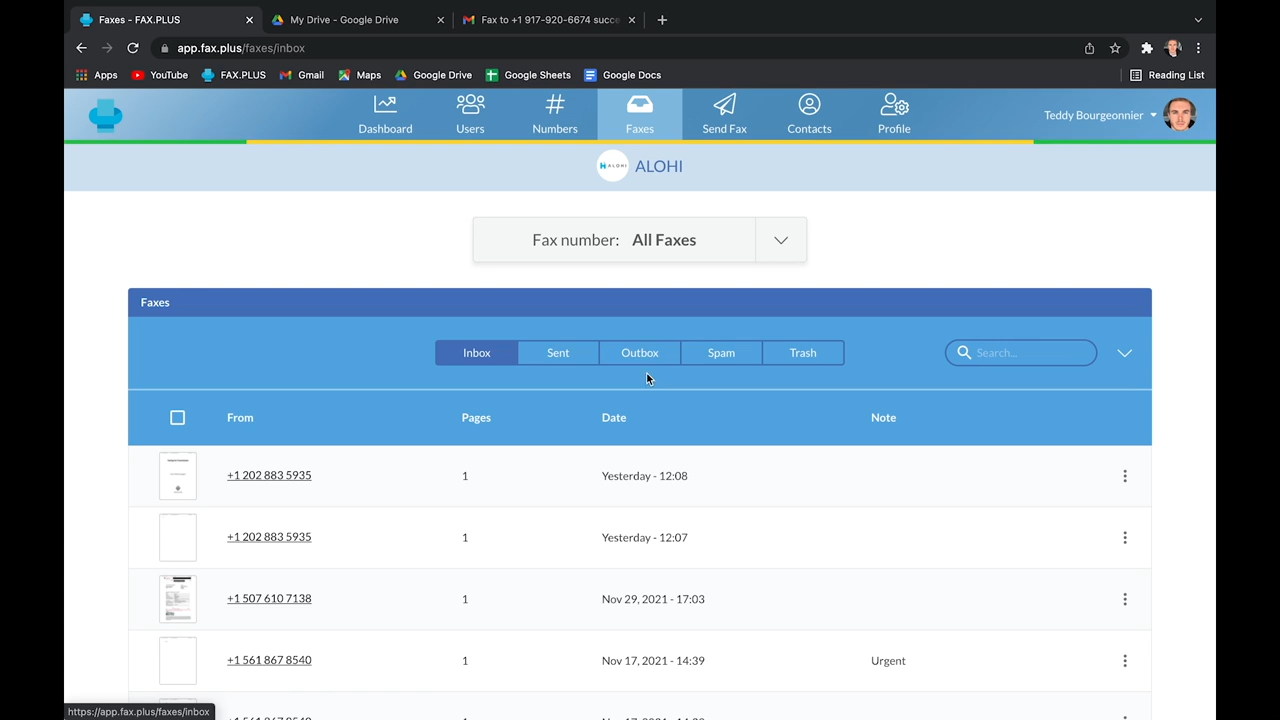 Faxes - FAX.PLUS
My Drive - Google Drive
Fax to +1 917-920-6674 succe
app.fax.plus/faxes/inbox
Apps
YouTube
FAX.PLUS
Gmail
Maps
Google Drive
Google Sheets
Google Docs
Reading List
Dashboard
Users
Numbers
Faxes
Send Fax
Contacts
Profile
Teddy Bourgeonnier
ALOHI
ALOHI
Fax number: All Faxes
Faxes
Inbox
Sent
Outbox
Spam
Trash
Search...
From Pages Date Note
+1 202 883 5935 1 Yesterday - 12:08
+1 202 883 5935 1 Yesterday - 12:07
+1 507 610 7138 1 Nov 29, 2021 - 17:03
+1 561 867 8540 1 Nov 17, 2021 - 14:39 Urgent
https://app.fax.plus/faxes/inbox